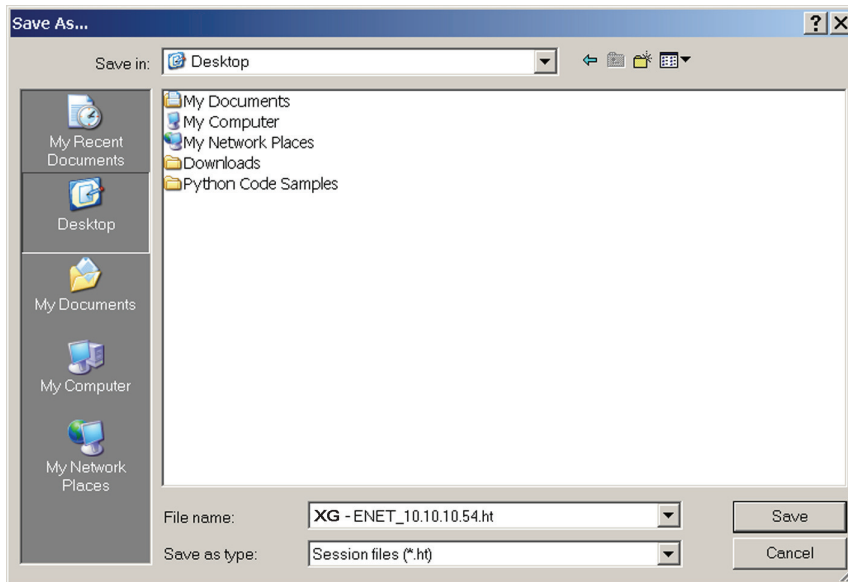 Save As...
Save in:
Desktop
My Recent
Documents
Desktop
My Documents
My Computer
My Network
Places
My Documents
My Computer
My Network Places
Downloads
Python Code Samples
File name:
XG - ENET_10.10.10.54.ht
Save
Save as type:
Session files (*.ht)
Cancel